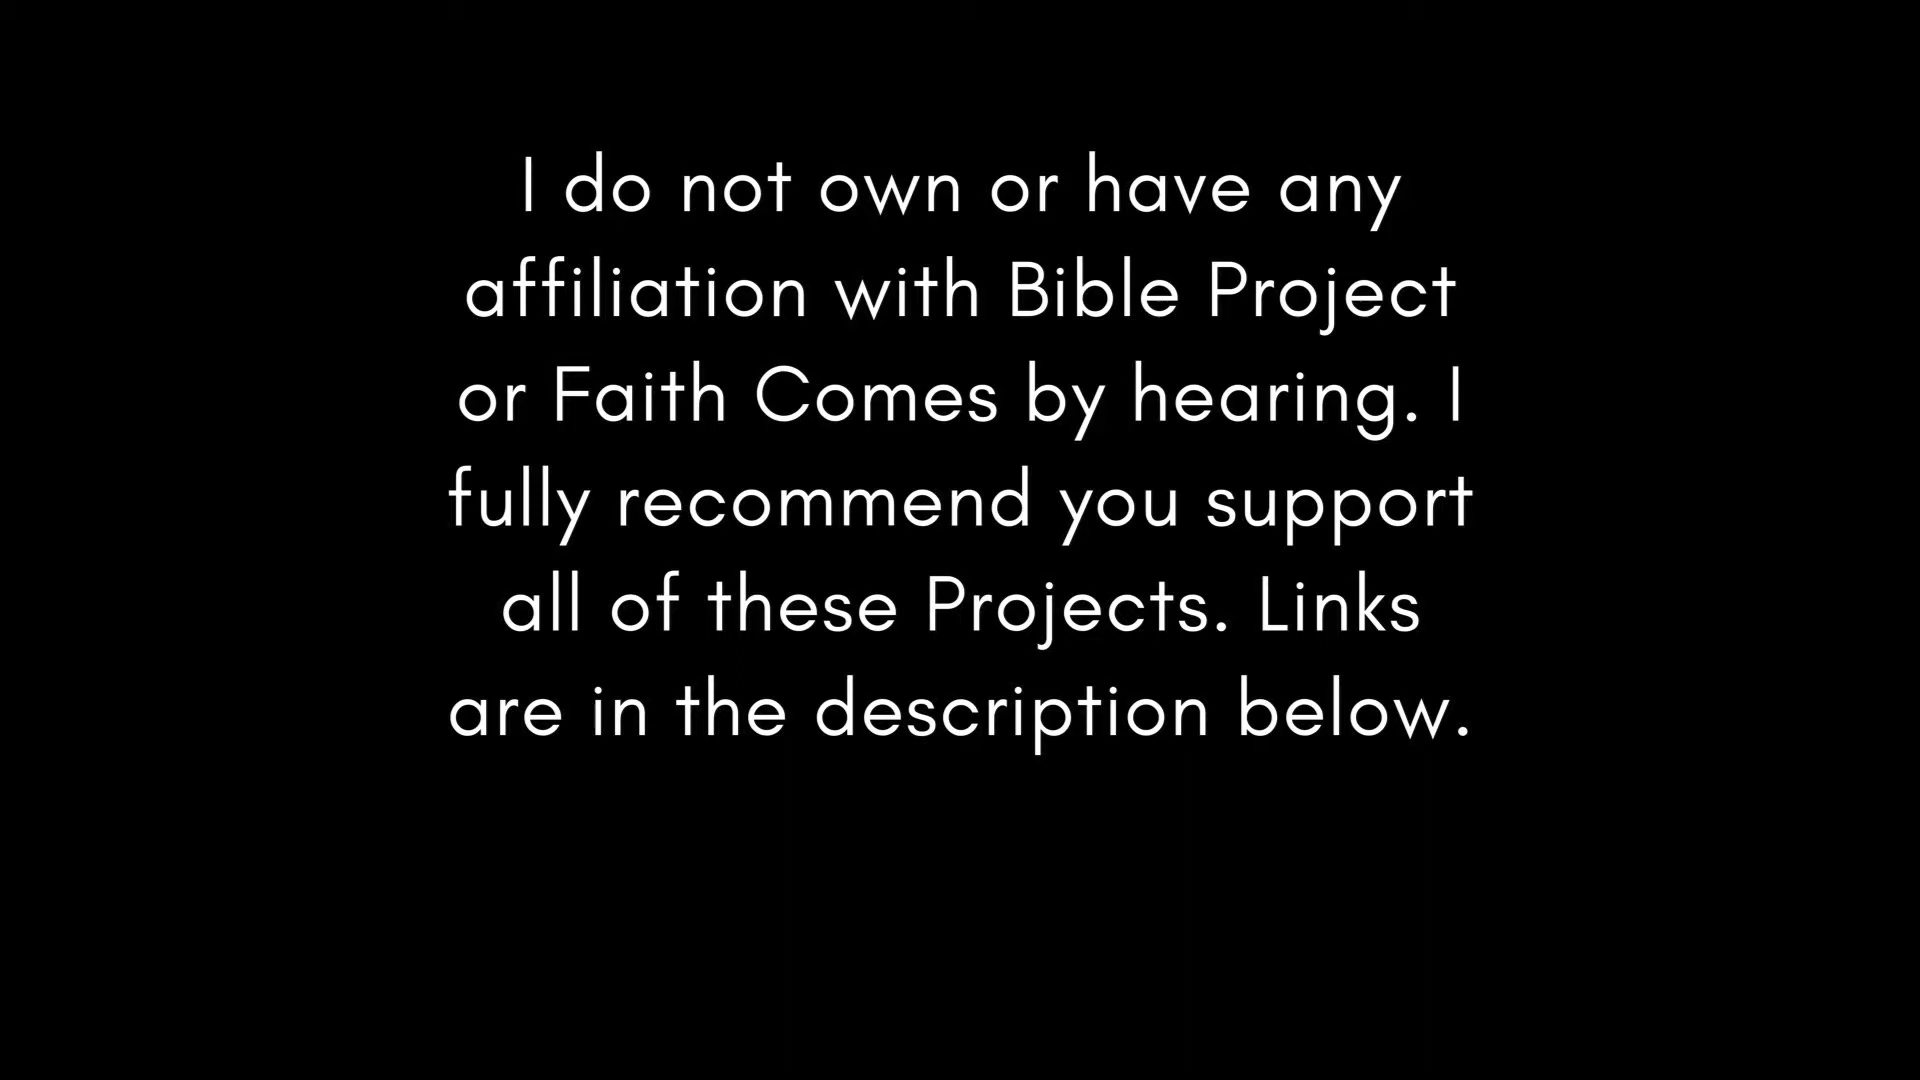 I do not own or have any
affiliation with Bible Project
or Faith Comes by hearing. I
fully recommend you support
all of these Projects. Links
are in the description below.